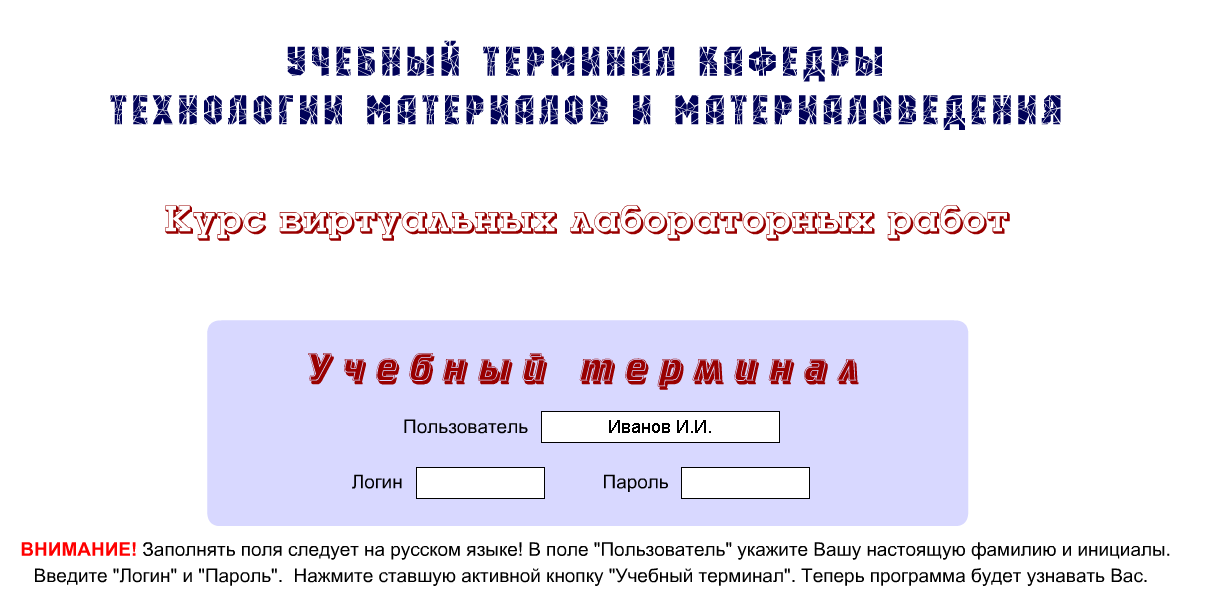 УЧЕБНЫЙ ТЕРМИНАЛ КАФЕДРЫ
ТЕХНОЛОГИИ МАТЕРИАЛОВ И МАТЕРИАЛОВЕДЕНИЯ
Курс виртуальных лабораторных работ
Учебный терминал
Пользователь Иванов И.И.
Логин Пароль
ВНИМАНИЕ! Заполнять поля следует на русском языке! В поле "Пользователь" укажите Вашу настоящую фамилию и инициалы.
Введите "Логин" и "Пароль". Нажмите ставшую активной кнопку "Учебный терминал". Теперь программа будет узнавать Вас.